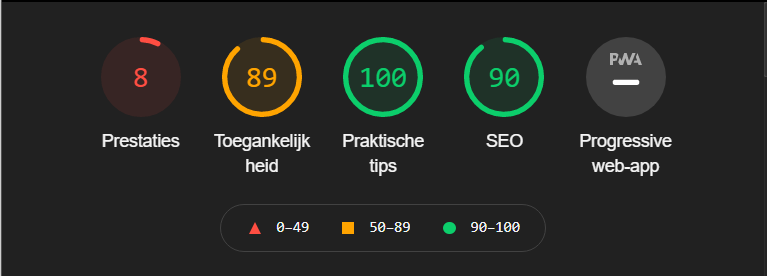 8 89 100 90 PWA
Prestaties Toegankelijk Praktische SEO Progressive
heid tips web-app
0–49 50–89 90–100